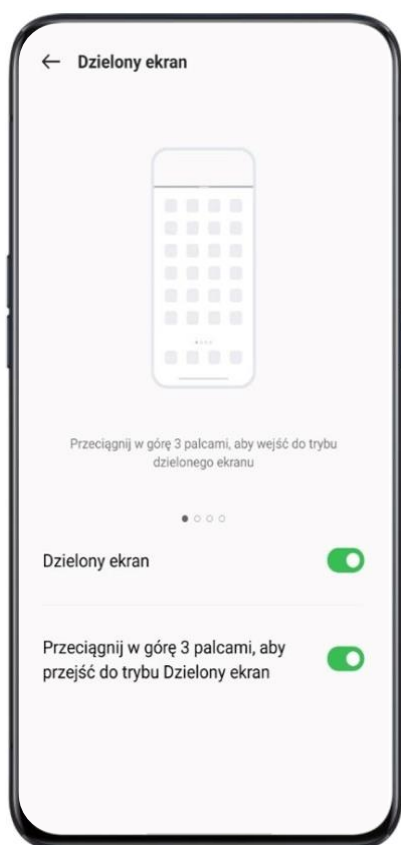 Dzielony ekran
Przeciągnij w górę 3 palcami, aby wejść do trybu
dzielonego ekranu
Dzielony ekran
Przeciągnij w górę 3 palcami, aby
przejść do trybu Dzielony ekran